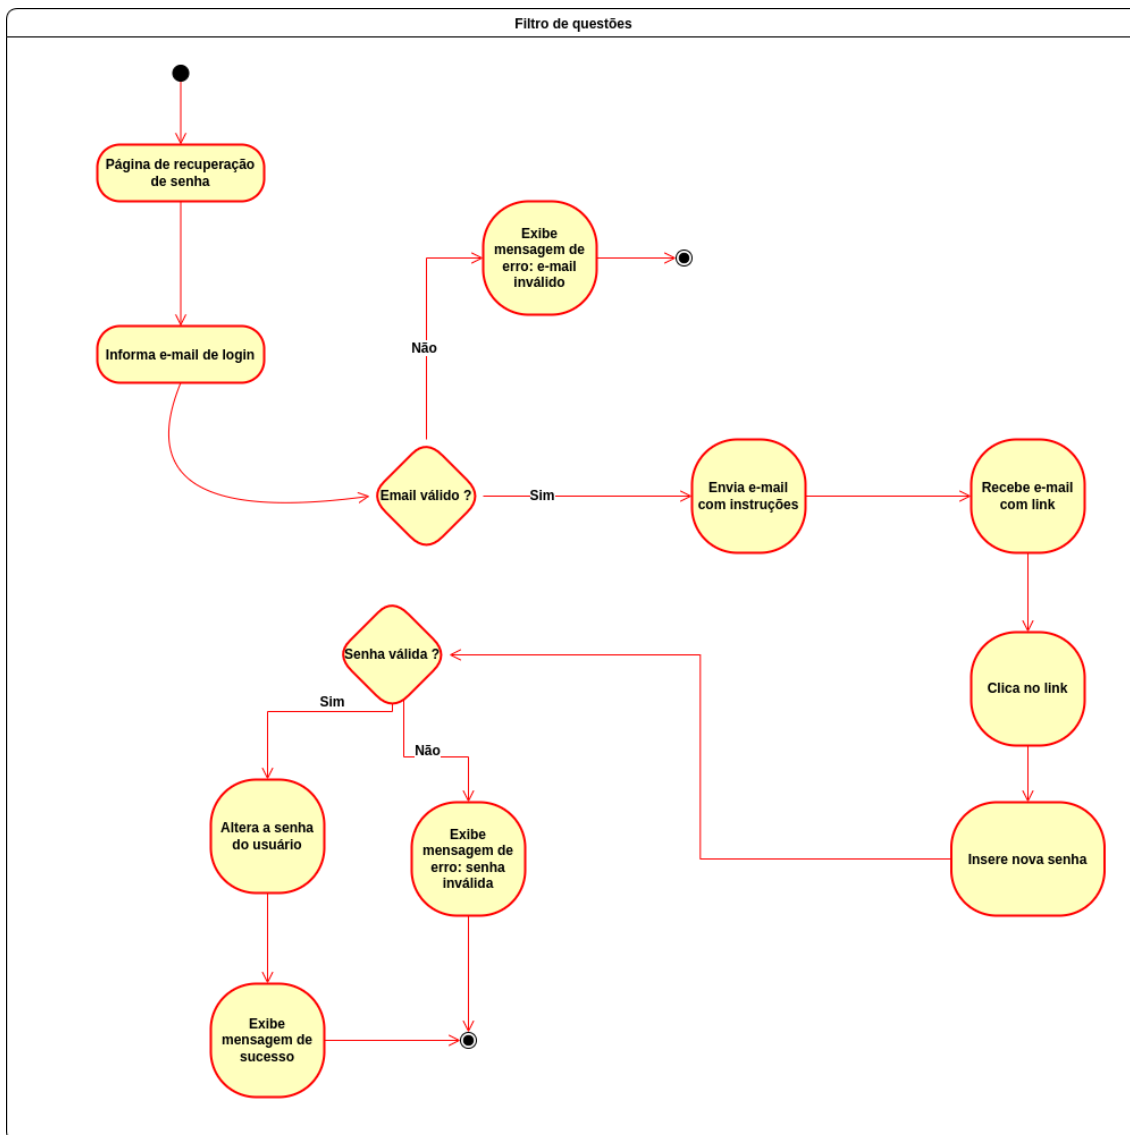 Filtro de questões
Página de recuperação
de senha
Exibe
mensagem de
erro: e-mail
inválido
Não
Informa e-mail de login
Email válido ?
Sim
Envia e-mail
com instruções
Recebe e-mail
com link
Senha válida ?
Clica no link
Sim
Não
Altera a senha
do usuário
Exibe
mensagem de
erro: senha
inválida
Insere nova senha
Exibe
mensagem de
sucesso